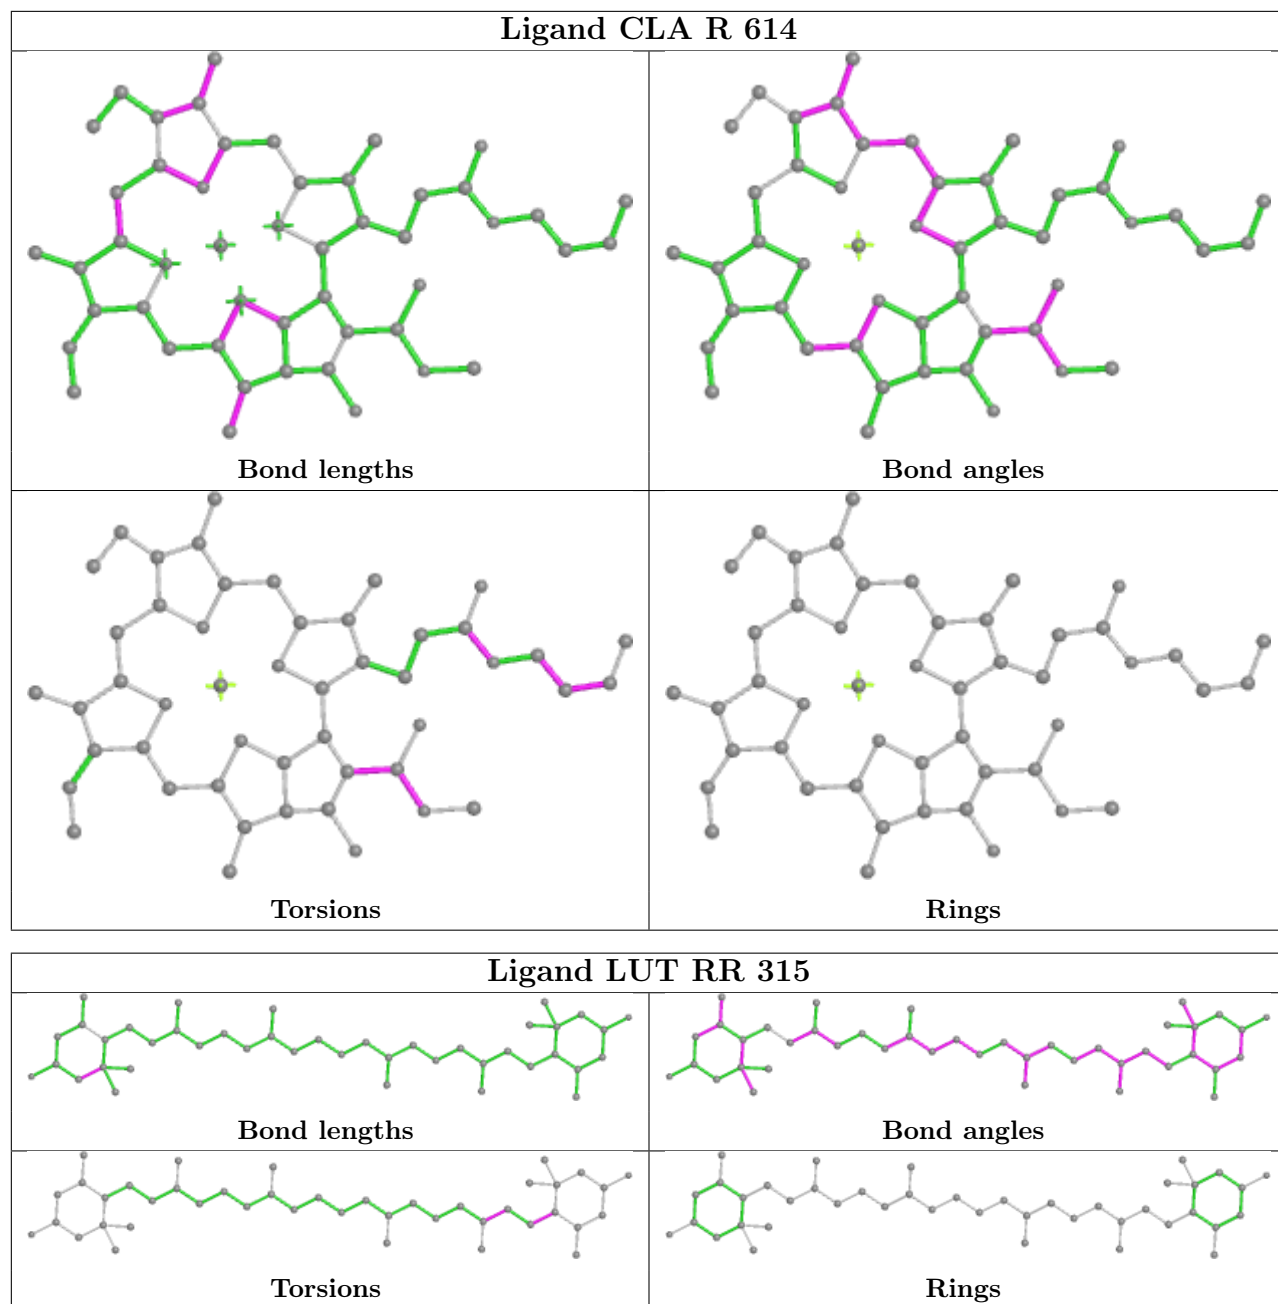 Ligand CLA R 614
Bond lengths
Bond angles
Torsions
Rings
Ligand LUT RR 315
Bond lengths
Bond angles
Torsions
Rings